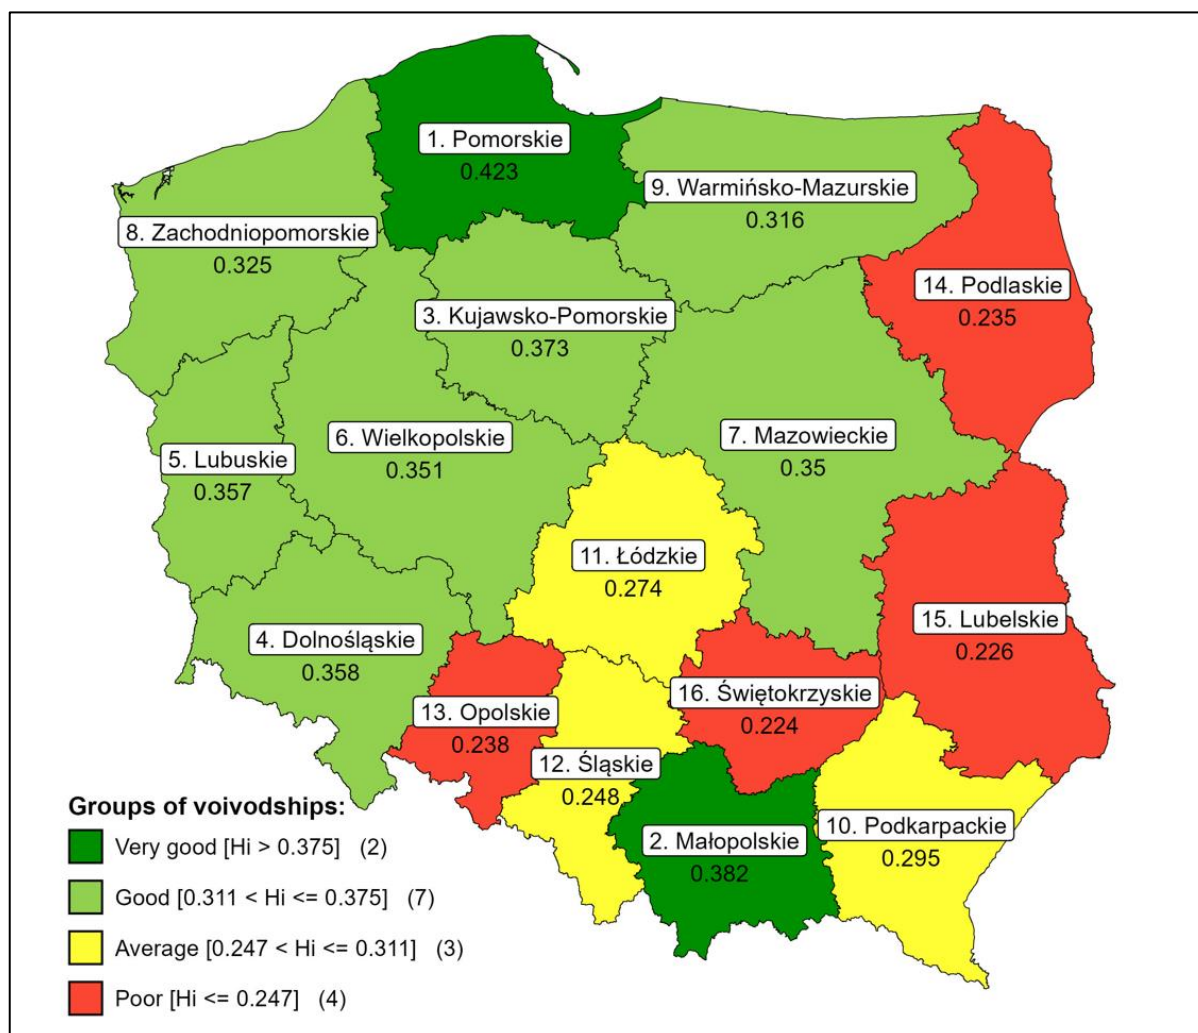 1. Pomorskie
0.423
9. Warmińsko-Mazurskie
0.316
8. Zachodniopomorskie
0.325
14. Podlaskie
0.235
3. Kujawsko-Pomorskie
0.373
6. Wielkopolskie
0.351
7. Mazowieckie
0.35
5. Lubuskie
0.357
11. Łódzkie
0.274
15. Lubelskie
0.226
4. Dolnośląskie
0.358
16. Świętokrzyskie
0.224
13. Opolskie
0.238
12. Śląskie
0.248
2. Małopolskie
0.382
10. Podkarpackie
0.295
Groups of voivodships:
Very good [Hi > 0.375] (2)
Good [0.311 < Hi <= 0.375] (7)
Average [0.247 < Hi <= 0.311] (3)
Poor [Hi <= 0.247] (4)